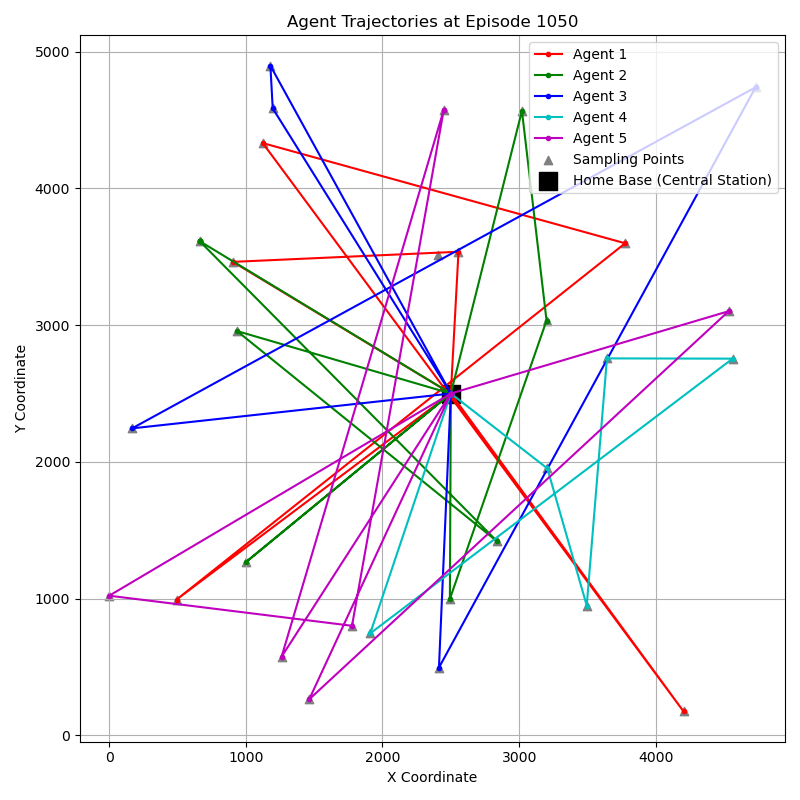 Agent Trajectories at Episode 1050
Agent 1
Agent 2
Agent 3
Agent 4
Agent 5
Sampling Points
Home Base (Central Station)
Y Coordinate
5000
4000
3000
2000
1000
0
0 1000 2000 3000 4000
X Coordinate